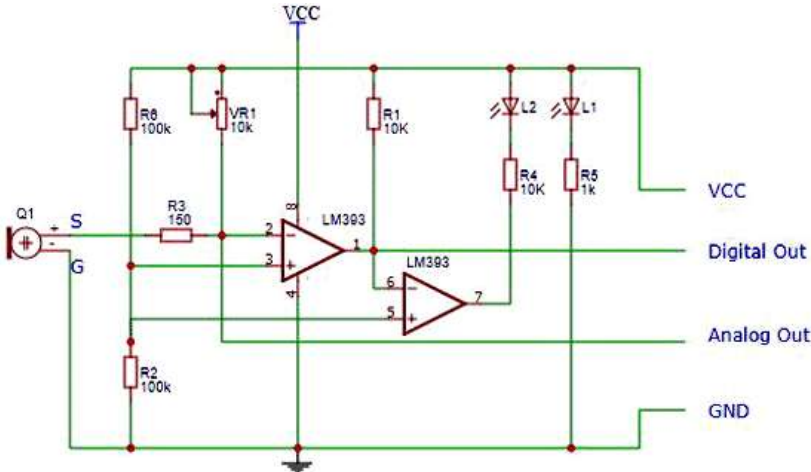 VCC
R6
100k
VR1
10k
R1
10K
L2
L1
R4
10K
R5
1k
VCC
Q1
+
-
S
G
R3
150
8
LM393
2
-
3
+
1
4
Digital Out
LM393
6
-
5
+
7
Analog Out
R2
100k
GND